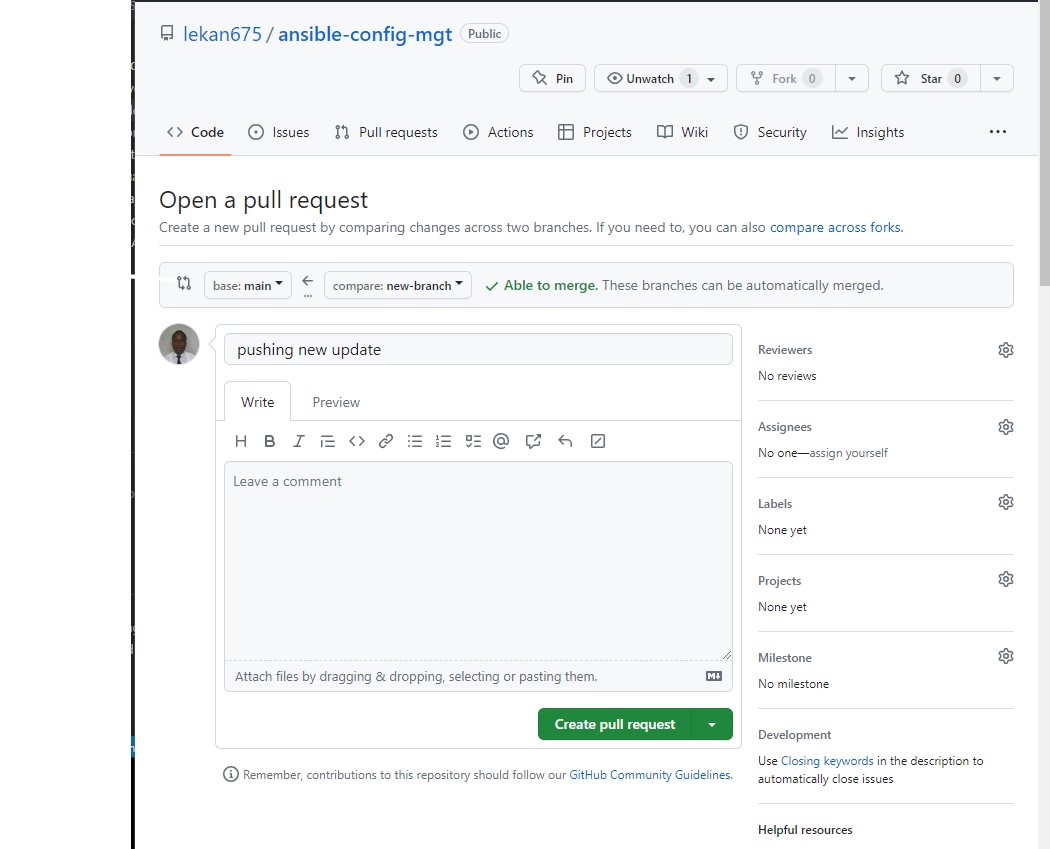 lekan675 / ansible-config-mgt Public
Pin Unwatch 1 Fork 0 Star 0
Code Issues Pull requests Actions Projects Wiki Security Insights ...
Open a pull request
Create a new pull request by comparing changes across two branches. If you need to, you can also compare across forks.
base: main compare: new-branch Able to merge. These branches can be automatically merged.
pushing new update
Write Preview
Leave a comment
Attach files by dragging & dropping, selecting or pasting them.
Create pull request
Remember, contributions to this repository should follow our GitHub Community Guidelines.
Reviewers
No reviews
Assignees
No one—assign yourself
Labels
None yet
Projects
None yet
Milestone
No milestone
Development
Use Closing keywords in the description to
automatically close issues
Helpful resources